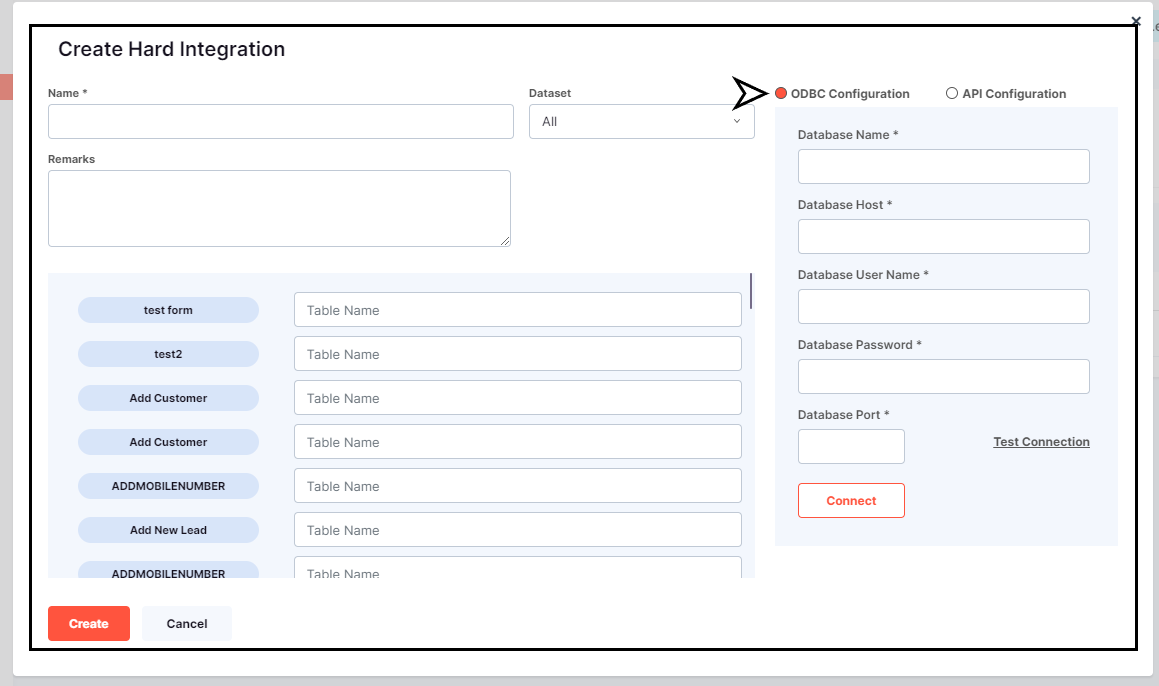 Create Hard Integration
Name *
Dataset
All
Remarks
ODBC Configuration
API Configuration
Database Name *
Database Host *
Database User Name *
Database Password *
Database Port *
Test Connection
Connect
test form
Table Name
test2
Table Name
Add Customer
Table Name
Add Customer
Table Name
ADDMOBILENUMBER
Table Name
Add New Lead
Table Name
ADDMOBILENUMBER
Table Name
Create
Cancel